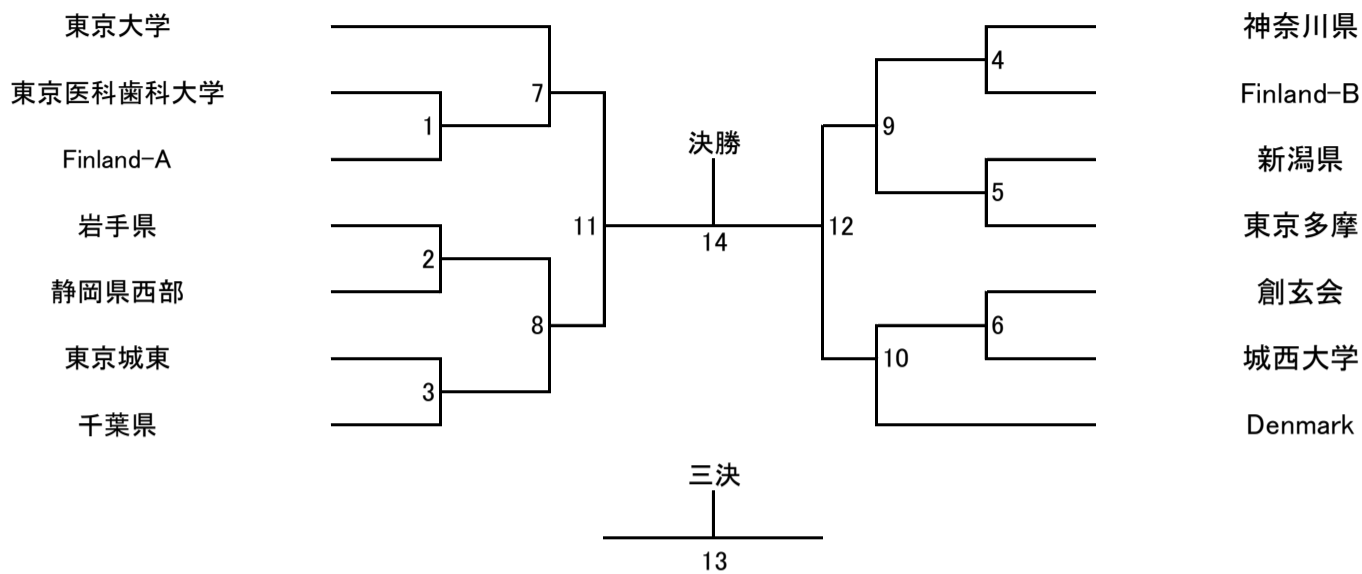 東京大学
東京医科歯科大学
Finland-A
岩手県
静岡県西部
東京城東
千葉県
7
1
2
8
3
11
決勝
14
12
9
10
4
5
6
神奈川県
Finland-B
新潟県
東京多摩
創玄会
城西大学
Denmark
三決
13